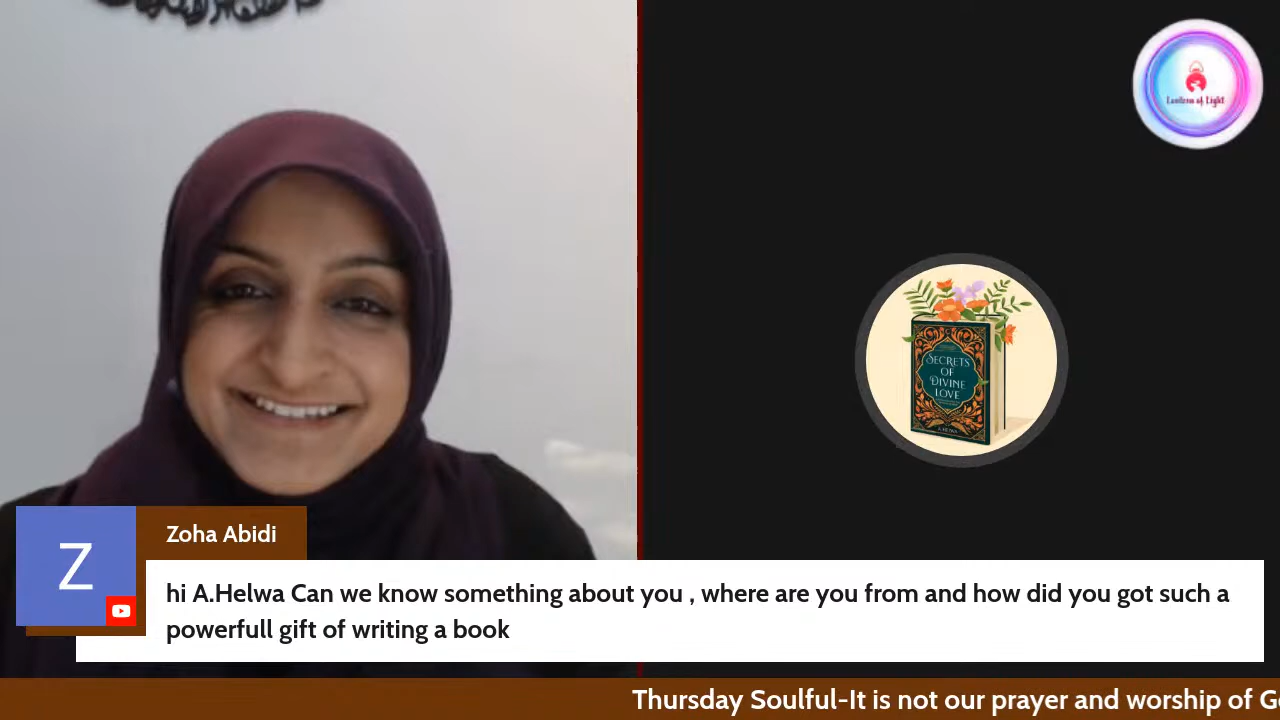 Lantern of Light
SECRETS
OF
DIVINE
LOVE
A. HELWA
Z
Zoha Abidi
hi A.Helwa Can we know something about you , where are you from and how did you got such a
powerfull gift of writing a book
Thursday Soulful-It is not our prayer and worship of G